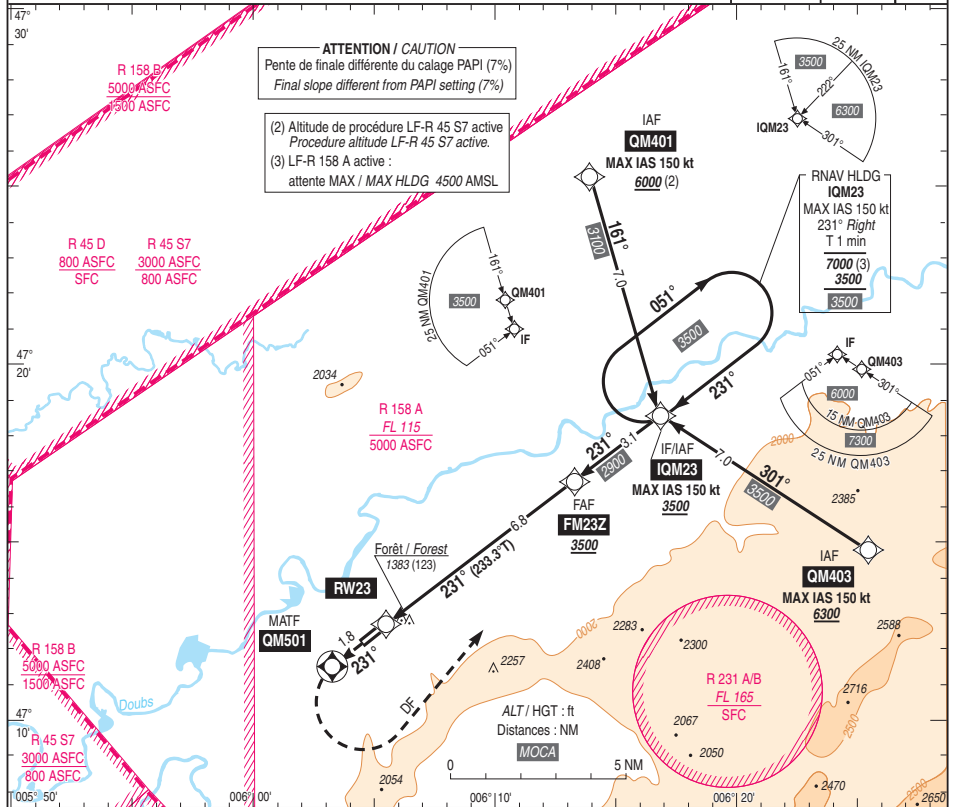 47°
30'
R 158 B
5000 ASFC
1500 ASFC
ATTENTION / CAUTION
Pente de finale différente du calage PAPI (7%)
Final slope different from PAPI setting (7%)
(2) Altitude de procédure LF-R 45 S7 active
Procedure altitude LF-R 45 S7 active.
(3) LF-R 158 A active :
attente MAX / MAX HLDG 4500 AMSL
IAF
QM401
MAX IAS 150 kt
6000 (2)
25 NM IQM23
3500
161°
222°
6300
IQM23
301°
RNAV HLDG
IQM23
MAX IAS 150 kt
231° Right
T 1 min
7000 (3)
3500
3500
R 45 D
800 ASFC
SFC
R 45 S7
3000 ASFC
800 ASFC
25 NM QM401
161°
3500
QM401
051°
IF
161°
3100
7.0
051°
3500
231°
47°
20'
2034
R 158 A
FL 115
5000 ASFC
IF
QM403
051°
301°
6000
15 NM QM403
7300
25 NM QM403
2000
231°
3.1
2900
IF/IAF
IQM23
MAX IAS 150 kt
3500
7.0
301°
3500
2385
FAF
FM23Z
3500
6.8
231° (233.3°T)
Forêt / Forest
1383 (123)
IAF
QM403
MAX IAS 150 kt
6300
RW23
MATF
QM501
1.8
231°
DF
2000
2283
2300
2588
2257
2408
R 158 B
5000 ASFC
1500 ASFC
Doubs
R 231 A/B
FL 165
SFC
2716
2500
47°
10'
ALT / HGT : ft
Distances : NM
MOCA
2067
2050
R 45 S7
3000 ASFC
800 ASFC
0
5 NM
2054
2470
2500
2650
005° 50'
006° 00'
006° 10'
006° 20'